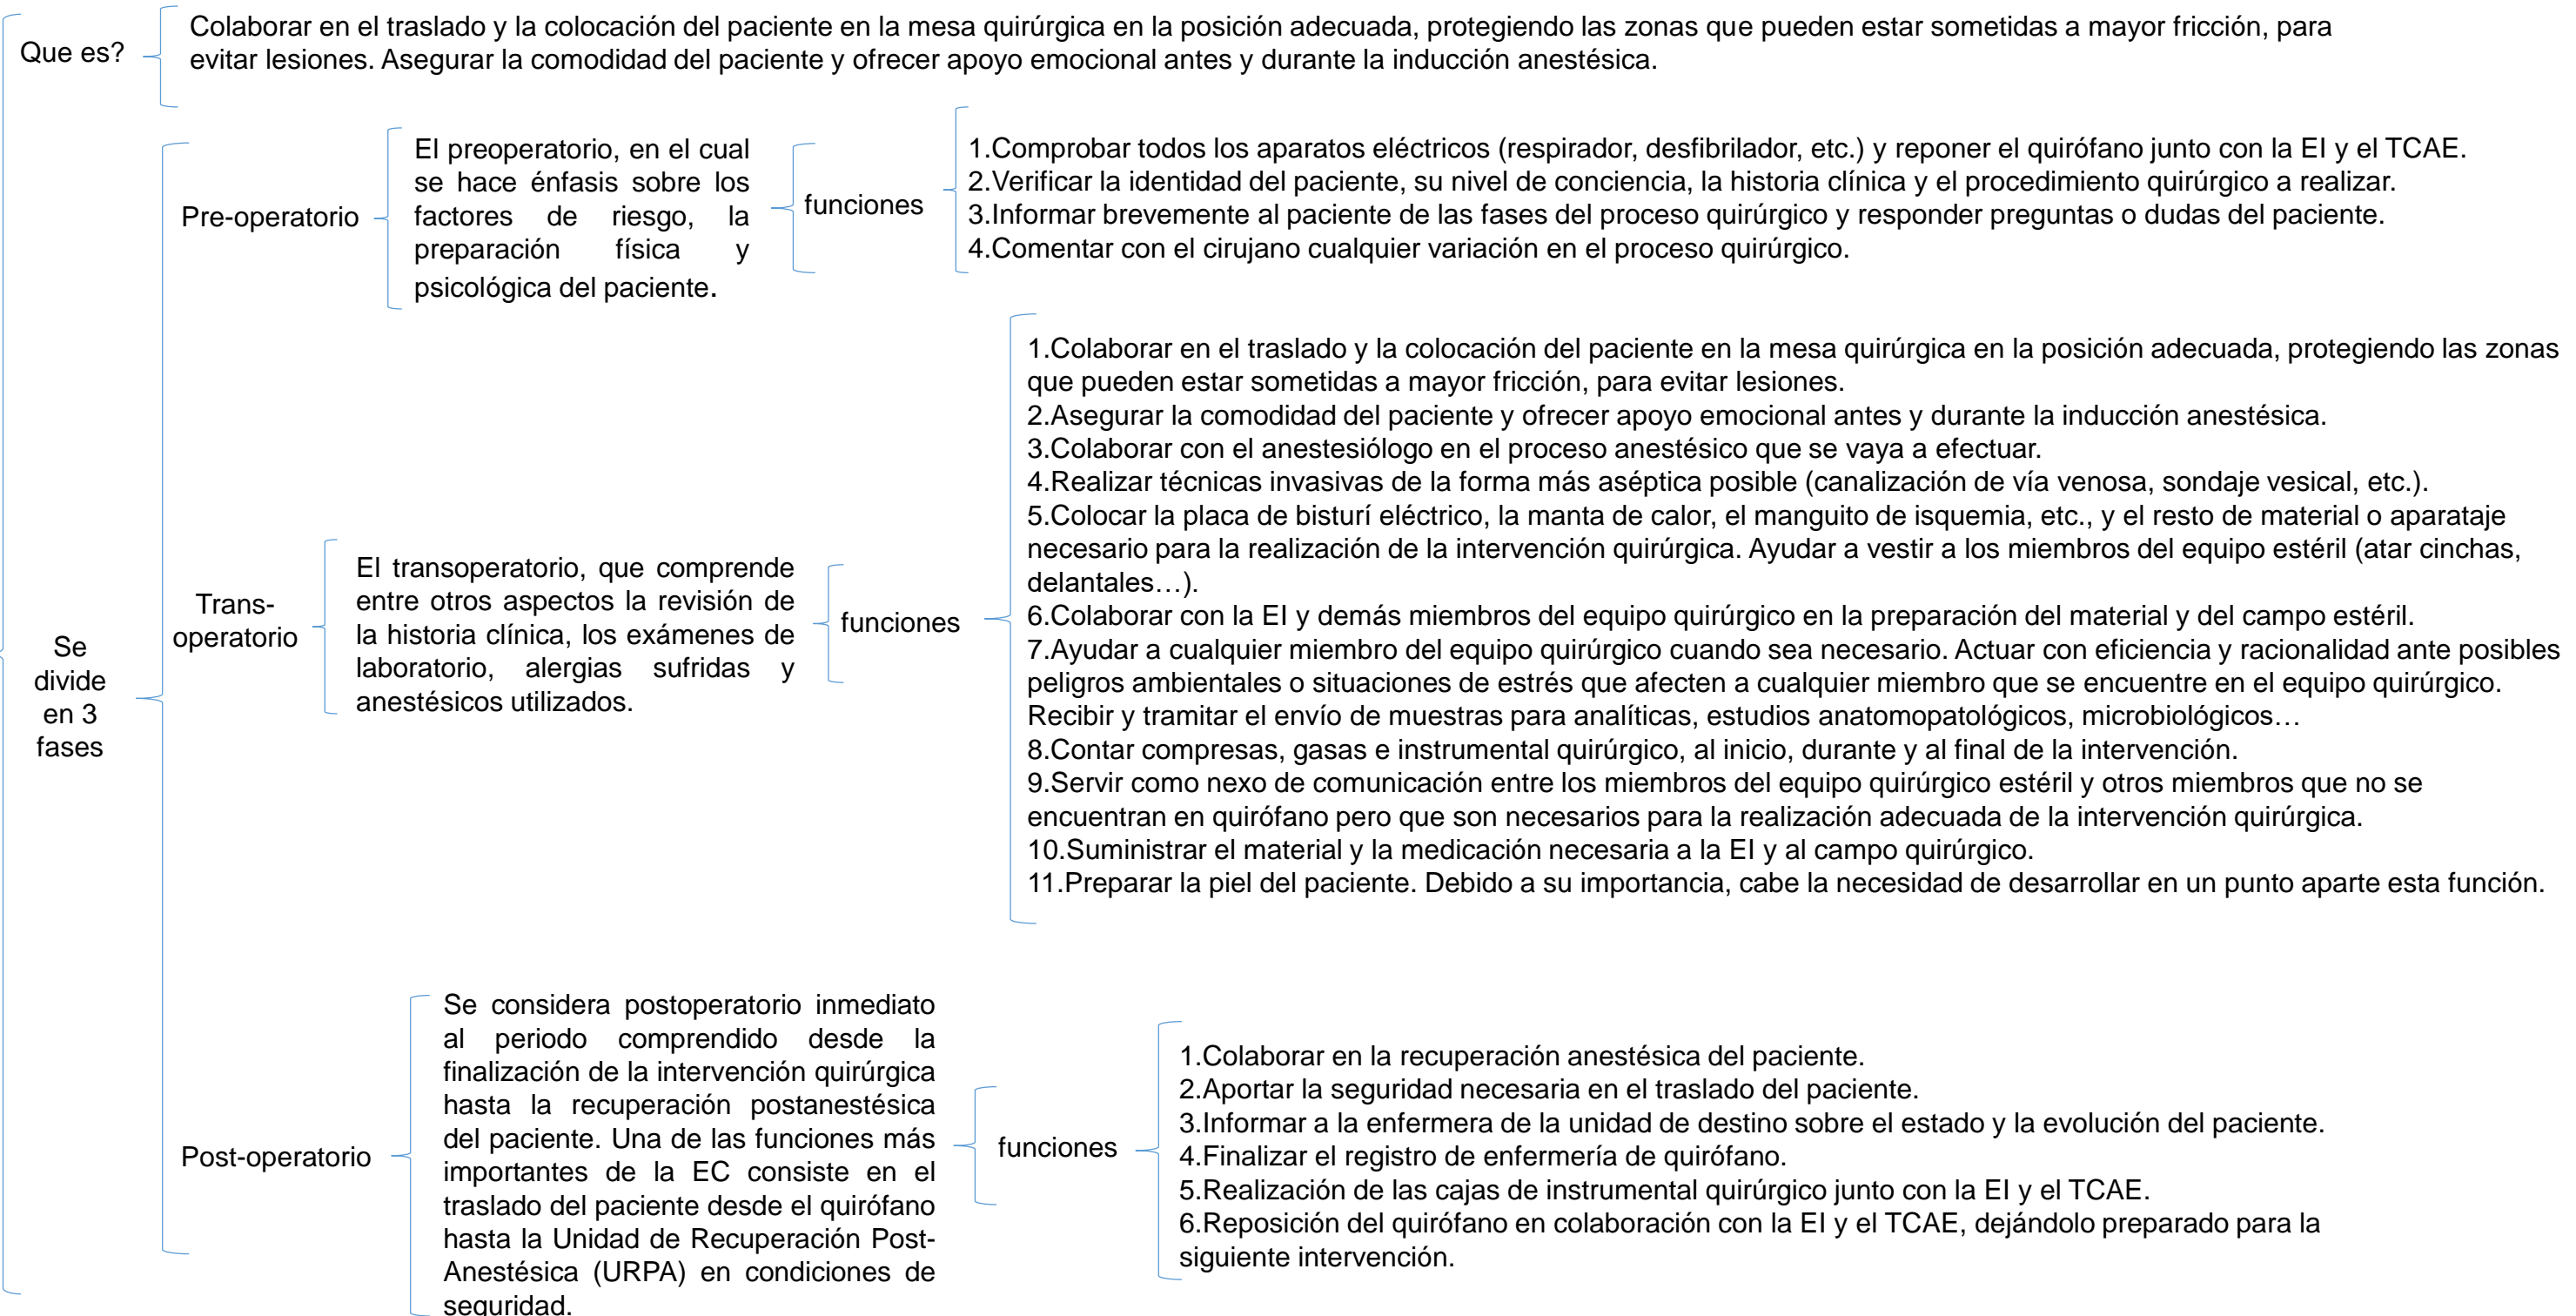 Que es?
Colaborar en el traslado y la colocación del paciente en la mesa quirúrgica en la posición adecuada, protegiendo las zonas que pueden estar sometidas a mayor fricción, para
evitar lesiones. Asegurar la comodidad del paciente y ofrecer apoyo emocional antes y durante la inducción anestésica.
Se
divide
en 3
fases
Pre-operatorio
El preoperatorio, en el cual
se hace énfasis sobre los
factores de riesgo, la
preparación física y
psicológica del paciente.
funciones
1.Comprobar todos los aparatos eléctricos (respirador, desfibrilador, etc.) y reponer el quirófano junto con la EI y el TCAE.
2.Verificar la identidad del paciente, su nivel de conciencia, la historia clínica y el procedimiento quirúrgico a realizar.
3.Informar brevemente al paciente de las fases del proceso quirúrgico y responder preguntas o dudas del paciente.
4.Comentar con el cirujano cualquier variación en el proceso quirúrgico.
Trans-
operatorio
El transoperatorio, que comprende
entre otros aspectos la revisión de
la historia clínica, los exámenes de
laboratorio, alergias sufridas y
anestésicos utilizados.
funciones
1.Colaborar en el traslado y la colocación del paciente en la mesa quirúrgica en la posición adecuada, protegiendo las zonas
que pueden estar sometidas a mayor fricción, para evitar lesiones.
2.Asegurar la comodidad del paciente y ofrecer apoyo emocional antes y durante la inducción anestésica.
3.Colaborar con el anestesiólogo en el proceso anestésico que se vaya a efectuar.
4.Realizar técnicas invasivas de la forma más aséptica posible (canalización de vía venosa, sondaje vesical, etc.).
5.Colocar la placa de bisturí eléctrico, la manta de calor, el manguito de isquemia, etc., y el resto de material o aparataje
necesario para la realización de la intervención quirúrgica. Ayudar a vestir a los miembros del equipo estéril (atar cinchas,
delantales…).
6.Colaborar con la EI y demás miembros del equipo quirúrgico en la preparación del material y del campo estéril.
7.Ayudar a cualquier miembro del equipo quirúrgico cuando sea necesario. Actuar con eficiencia y racionalidad ante posibles
peligros ambientales o situaciones de estrés que afecten a cualquier miembro que se encuentre en el equipo quirúrgico.
Recibir y tramitar el envío de muestras para analíticas, estudios anatomopatológicos, microbiológicos…
8.Contar compresas, gasas e instrumental quirúrgico, al inicio, durante y al final de la intervención.
9.Servir como nexo de comunicación entre los miembros del equipo quirúrgico estéril y otros miembros que no se
encuentran en quirófano pero que son necesarios para la realización adecuada de la intervención quirúrgica.
10.Suministrar el material y la medicación necesaria a la EI y al campo quirúrgico.
11.Preparar la piel del paciente. Debido a su importancia, cabe la necesidad de desarrollar en un punto aparte esta función.
Post-operatorio
Se considera postoperatorio inmediato
al periodo comprendido desde la
finalización de la intervención quirúrgica
hasta la recuperación postanestésica
del paciente. Una de las funciones más
importantes de la EC consiste en el
traslado del paciente desde el quirófano
hasta la Unidad de Recuperación Post-
Anestésica (URPA) en condiciones de
seguridad.
funciones
1.Colaborar en la recuperación anestésica del paciente.
2.Aportar la seguridad necesaria en el traslado del paciente.
3.Informar a la enfermera de la unidad de destino sobre el estado y la evolución del paciente.
4.Finalizar el registro de enfermería de quirófano.
5.Realización de las cajas de instrumental quirúrgico junto con la EI y el TCAE.
6.Reposición del quirófano en colaboración con la EI y el TCAE, dejándolo preparado para la
siguiente intervención.